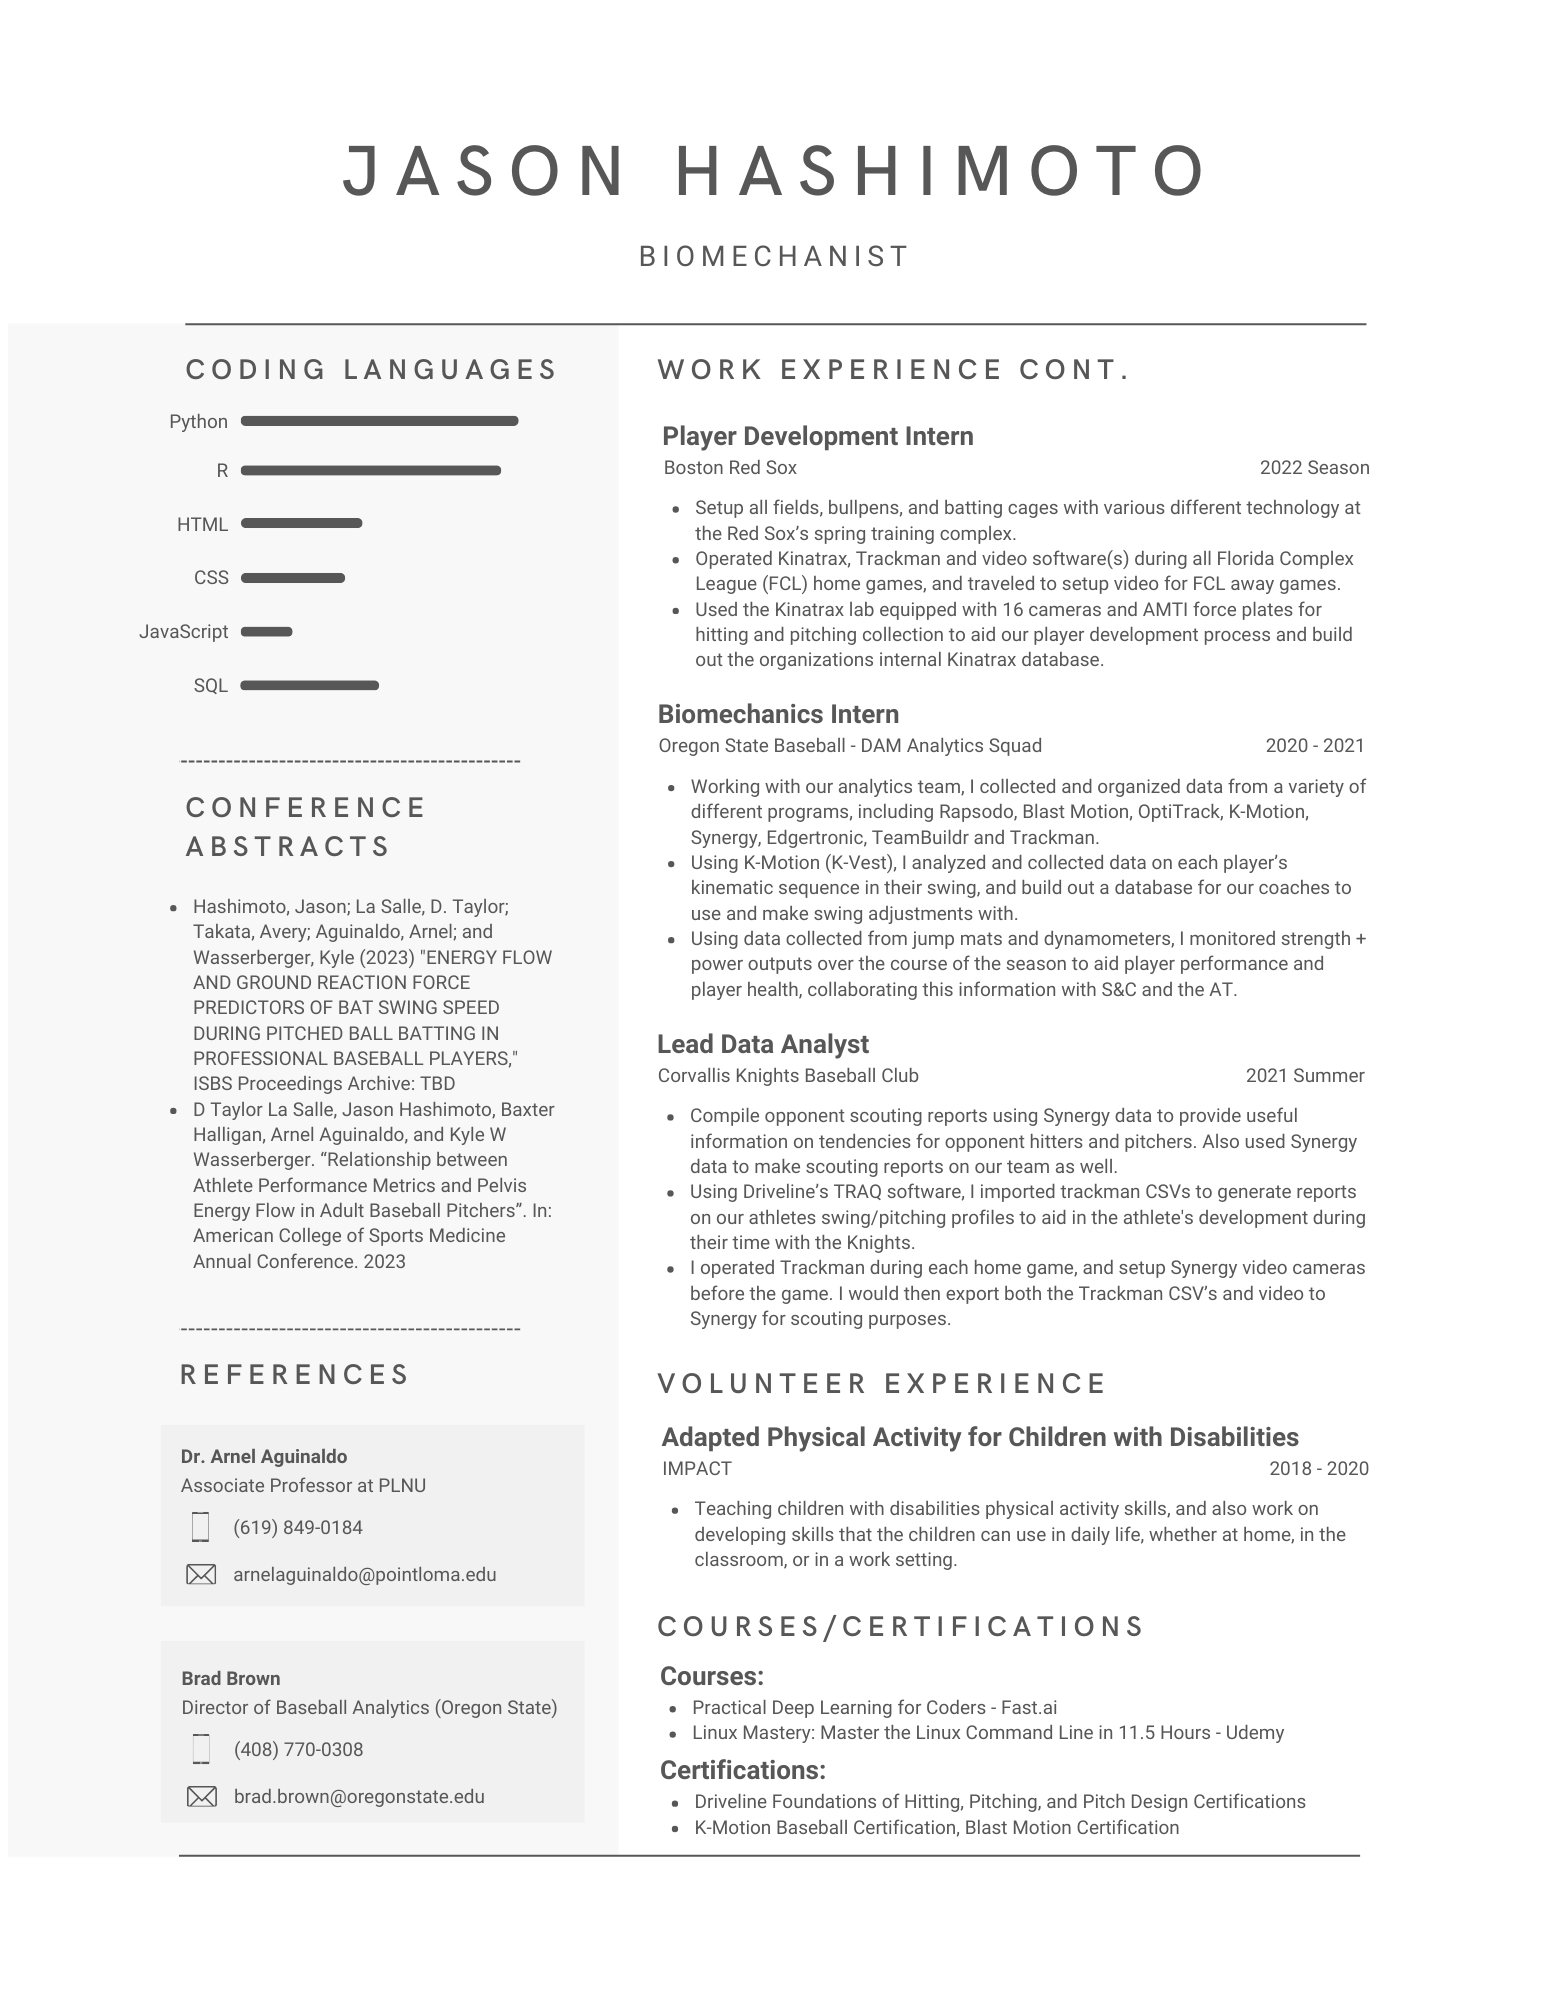 JASON HASHIMOTO
BIOMECHANIST
CODING LANGUAGES
Python
R
HTML
CSS
JavaScript
SQL
CONFERENCE
ABSTRACTS
Hashimoto, Jason; La Salle, D. Taylor;
Takata, Avery; Aguinaldo, Arnel; and
Wasserberger, Kyle (2023) "ENERGY FLOW
AND GROUND REACTION FORCE
PREDICTORS OF BAT SWING SPEED
DURING PITCHED BALL BATTING IN
PROFESSIONAL BASEBALL PLAYERS,"
ISBS Proceedings Archive: TBD
D Taylor La Salle, Jason Hashimoto, Baxter
Halligan, Arnel Aguinaldo, and Kyle W
Wasserberger. “Relationship between
Athlete Performance Metrics and Pelvis
Energy Flow in Adult Baseball Pitchers”. In:
American College of Sports Medicine
Annual Conference. 2023
REFERENCES
Dr. Arnel Aguinaldo
Associate Professor at PLNU
(619) 849-0184
arnelaguinaldo@pointloma.edu
Brad Brown
Director of Baseball Analytics (Oregon State)
(408) 770-0308
brad.brown@oregonstate.edu
WORK EXPERIENCE CONT.
Player Development Intern
Boston Red Sox 2022 Season
Setup all fields, bullpens, and batting cages with various different technology at
the Red Sox’s spring training complex.
Operated Kinatrax, Trackman and video software(s) during all Florida Complex
League (FCL) home games, and traveled to setup video for FCL away games.
Used the Kinatrax lab equipped with 16 cameras and AMTI force plates for
hitting and pitching collection to aid our player development process and build
out the organizations internal Kinatrax database.
Biomechanics Intern
Oregon State Baseball - DAM Analytics Squad 2020 - 2021
Working with our analytics team, I collected and organized data from a variety of
different programs, including Rapsodo, Blast Motion, OptiTrack, K-Motion,
Synergy, Edgertronic, TeamBuildr and Trackman.
Using K-Motion (K-Vest), I analyzed and collected data on each player’s
kinematic sequence in their swing, and build out a database for our coaches to
use and make swing adjustments with.
Using data collected from jump mats and dynamometers, I monitored strength +
power outputs over the course of the season to aid player performance and
player health, collaborating this information with S&C and the AT.
Lead Data Analyst
Corvallis Knights Baseball Club 2021 Summer
Compile opponent scouting reports using Synergy data to provide useful
information on tendencies for opponent hitters and pitchers. Also used Synergy
data to make scouting reports on our team as well.
Using Driveline’s TRAQ software, I imported trackman CSVs to generate reports
on our athletes swing/pitching profiles to aid in the athlete's development during
their time with the Knights.
I operated Trackman during each home game, and setup Synergy video cameras
before the game. I would then export both the Trackman CSV’s and video to
Synergy for scouting purposes.
VOLUNTEER EXPERIENCE
Adapted Physical Activity for Children with Disabilities
IMPACT 2018 - 2020
Teaching children with disabilities physical activity skills, and also work on
developing skills that the children can use in daily life, whether at home, in the
classroom, or in a work setting.
COURSES/CERTIFICATIONS
Courses:
Practical Deep Learning for Coders - Fast.ai
Linux Mastery: Master the Linux Command Line in 11.5 Hours - Udemy
Certifications:
Driveline Foundations of Hitting, Pitching, and Pitch Design Certifications
K-Motion Baseball Certification, Blast Motion Certification